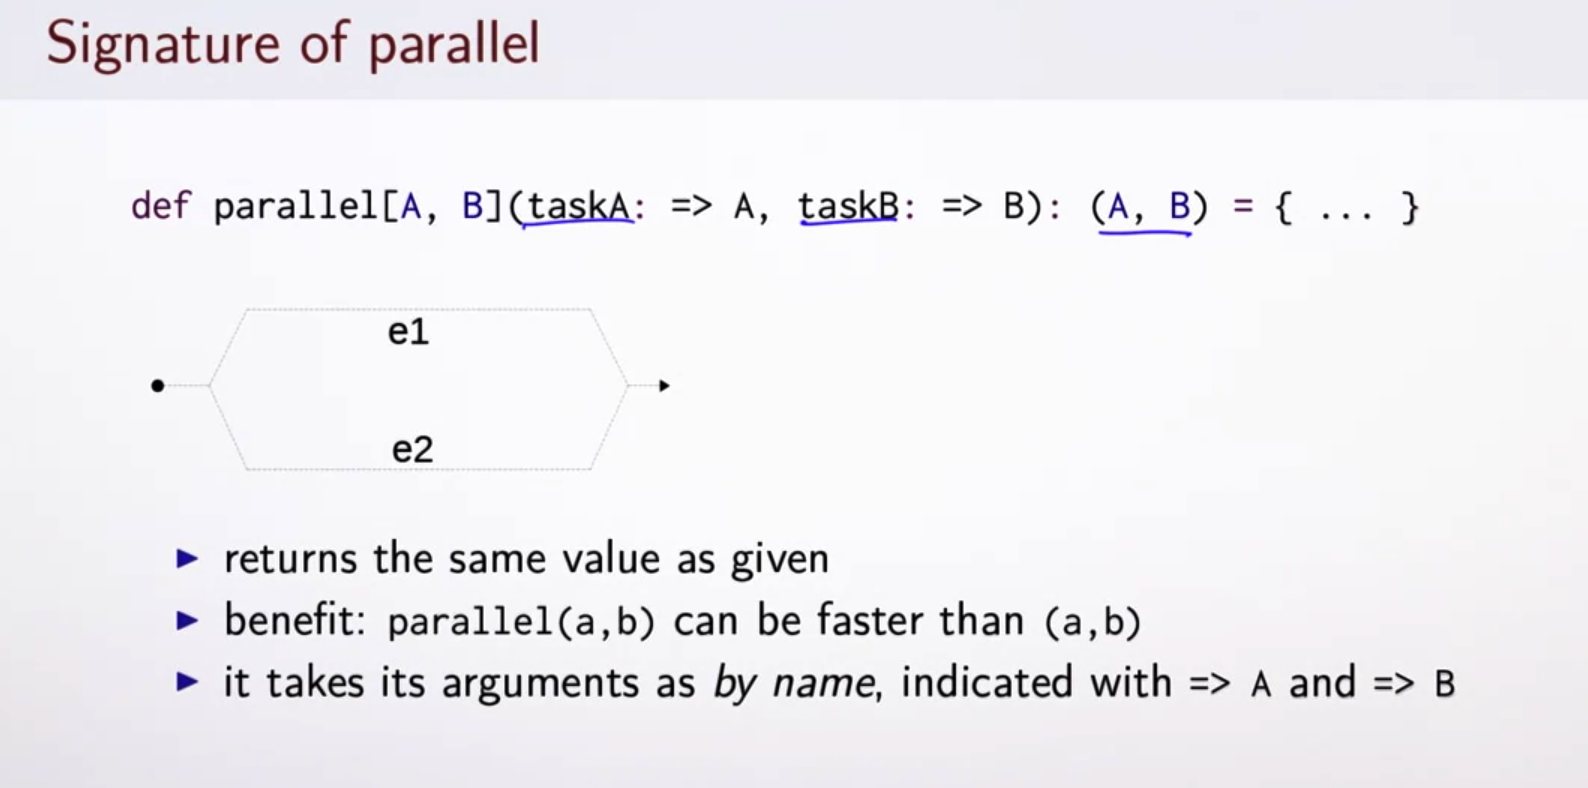 Signature of parallel
def parallel[A, B](taskA: => A, taskB: => B): (A, B) = { ... }
e1
e2
► returns the same value as given
► benefit: parallel(a,b) can be faster than (a,b)
► it takes its arguments as by name, indicated with => A and => B